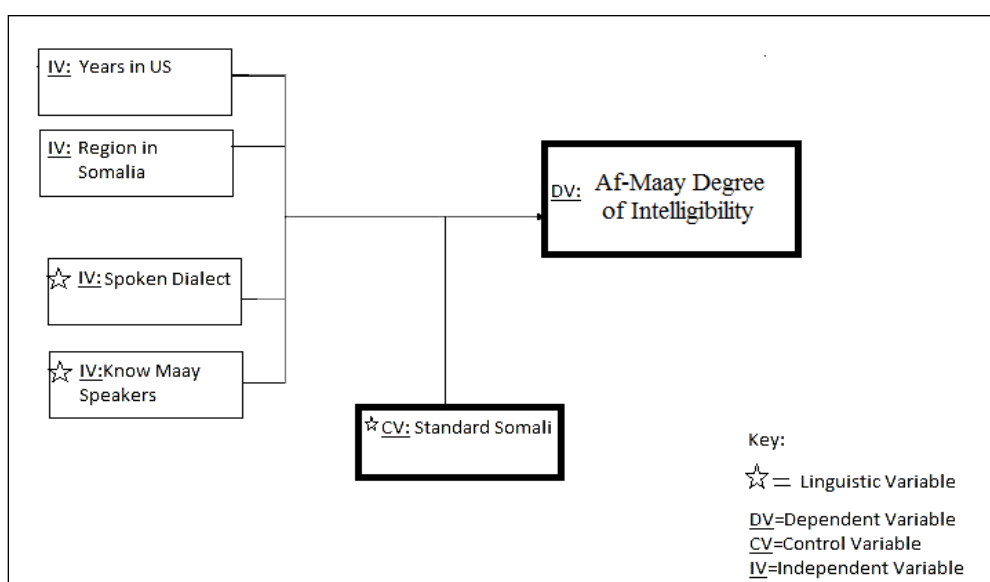 IV: Years in US
IV: Region in
Somalia
☆ IV: Spoken Dialect
☆ IV:Know Maay
Speakers
DV: Af-Maay Degree
of Intelligibility
☆ CV: Standard Somali
Key:
☆ = Linguistic Variable
DV=Dependent Variable
CV=Control Variable
IV=Independent Variable